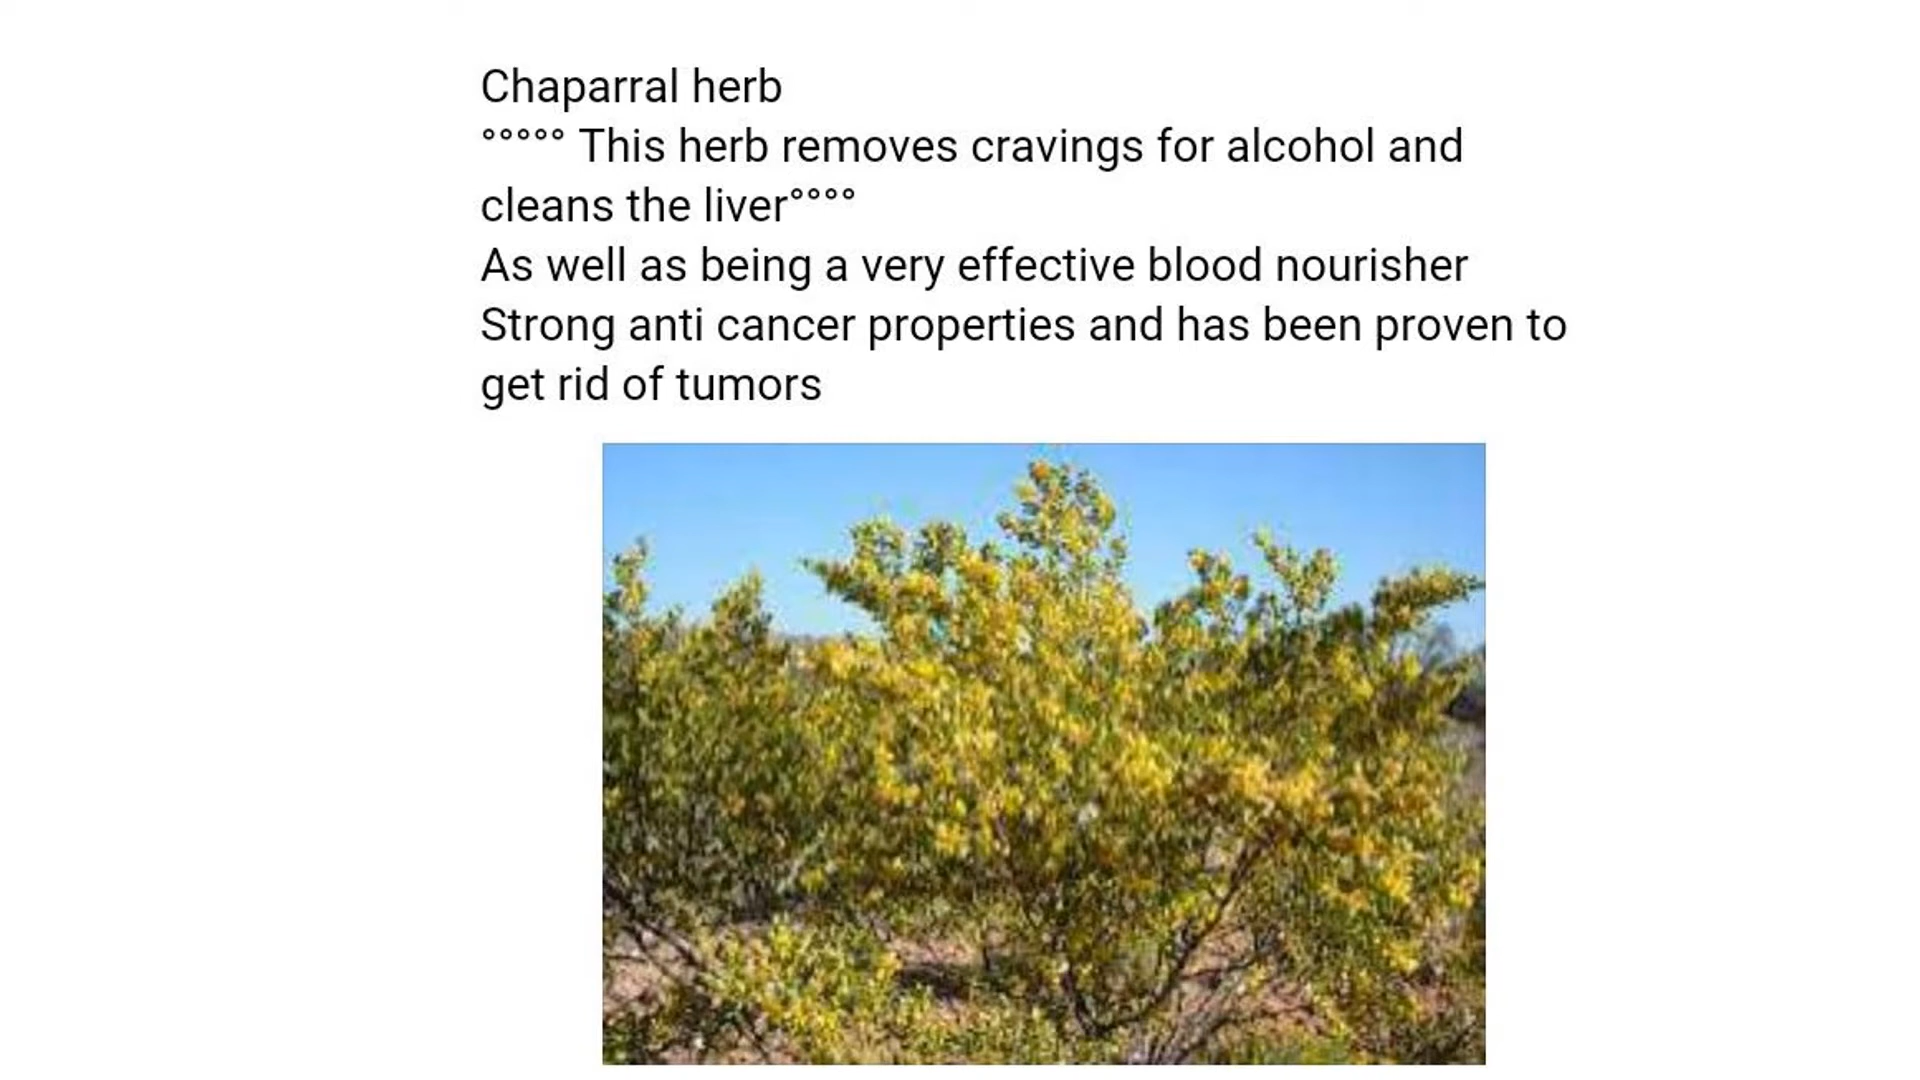 Chaparral herb
°°°°° This herb removes cravings for alcohol and
cleans the liver°°°°
As well as being a very effective blood nourisher
Strong anti cancer properties and has been proven to
get rid of tumors